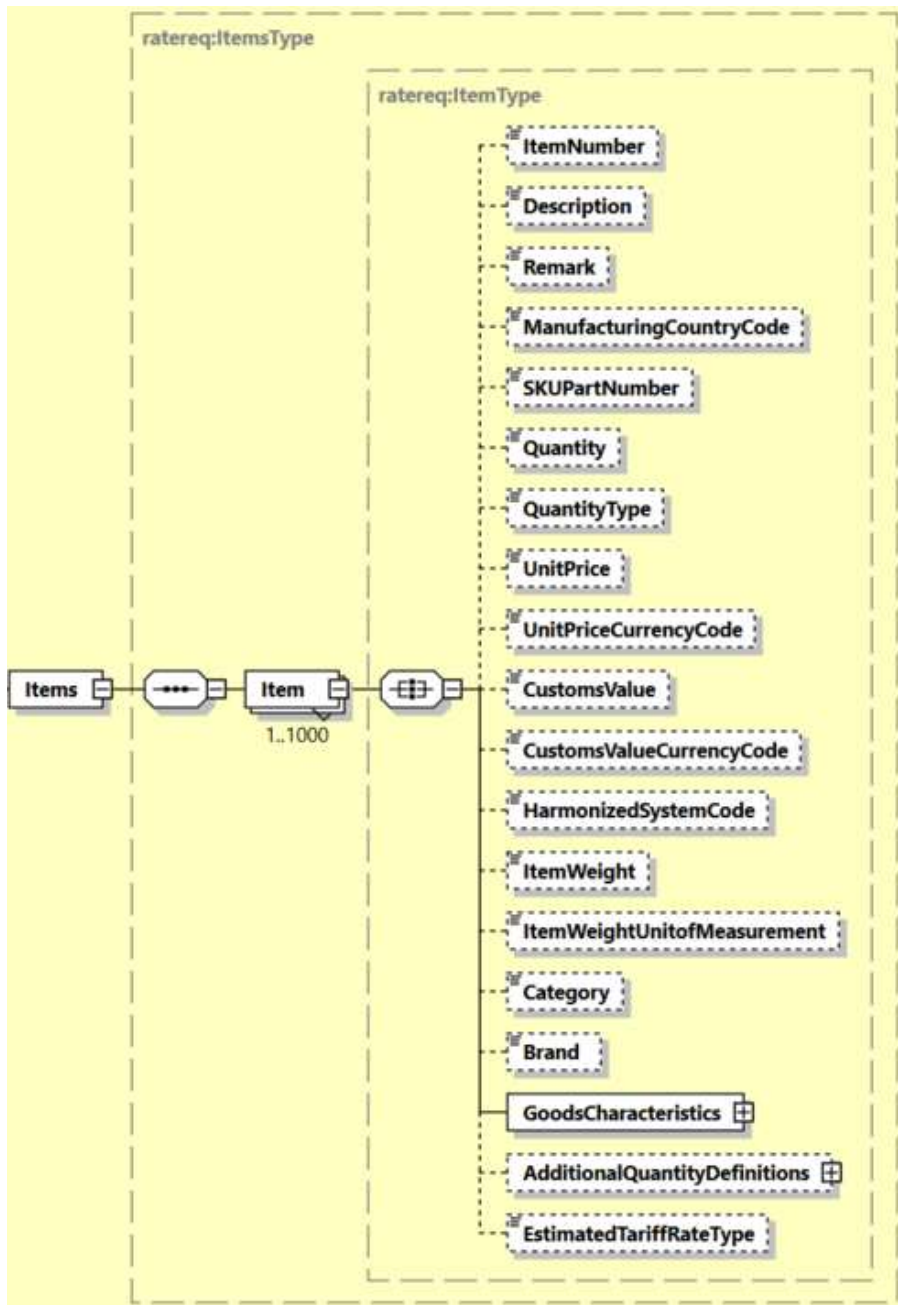 ratereq:ItemsType
ratereq:ItemType
ItemNumber
Description
Remark
ManufacturingCountryCode
SKUPartNumber
Quantity
QuantityType
UnitPrice
UnitPriceCurrencyCode
Items
Item
1..1000
CustomsValue
CustomsValueCurrencyCode
HarmonizedSystemCode
ItemWeight
ItemWeightUnitofMeasurement
Category
Brand
GoodsCharacteristics
AdditionalQuantityDefinitions
EstimatedTariffRateType